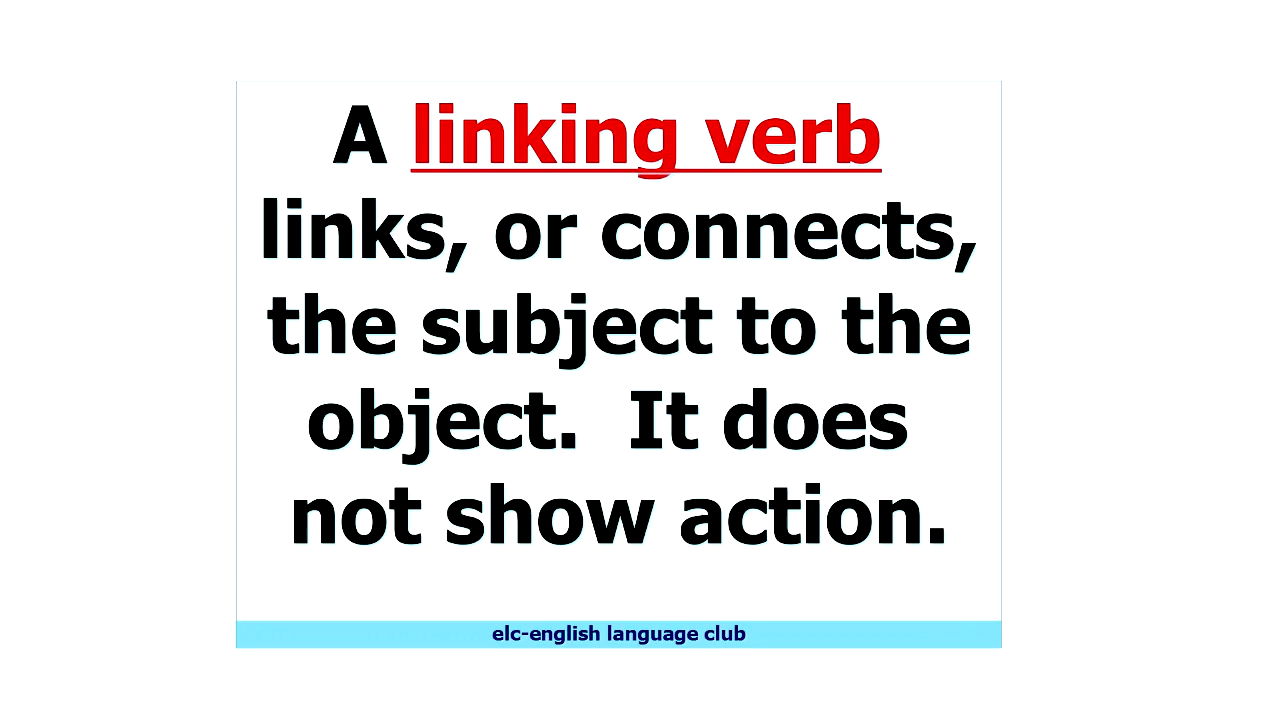 A linking verb
links, or connects,
the subject to the
object.  It does
not show action.
elc-english language club